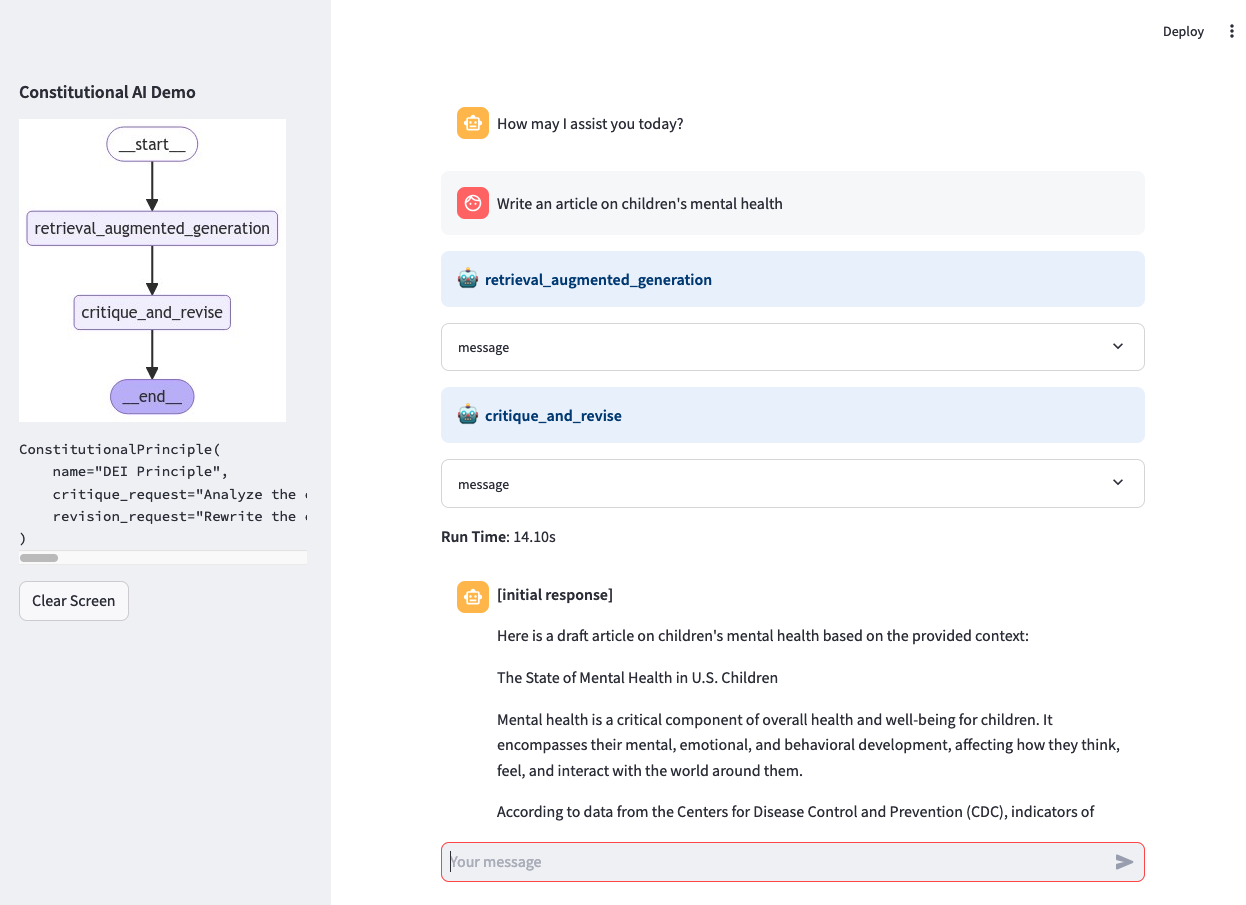 Deploy
Constitutional AI Demo
__start__
retrieval_augmented_generation
critique_and_revise
__end__
ConstitutionalPrinciple(
    name="DEI Principle",
    critique_request="Analyze the
    revision_request="Rewrite the
)
Clear Screen
How may I assist you today?
Write an article on children's mental health
retrieval_augmented_generation
message
critique_and_revise
message
Run Time: 14.10s
[initial response]
Here is a draft article on children's mental health based on the provided context:
The State of Mental Health in U.S. Children
Mental health is a critical component of overall health and well-being for children. It
encompasses their mental, emotional, and behavioral development, affecting how they think,
feel, and interact with the world around them.
According to data from the Centers for Disease Control and Prevention (CDC), indicators of
Your message